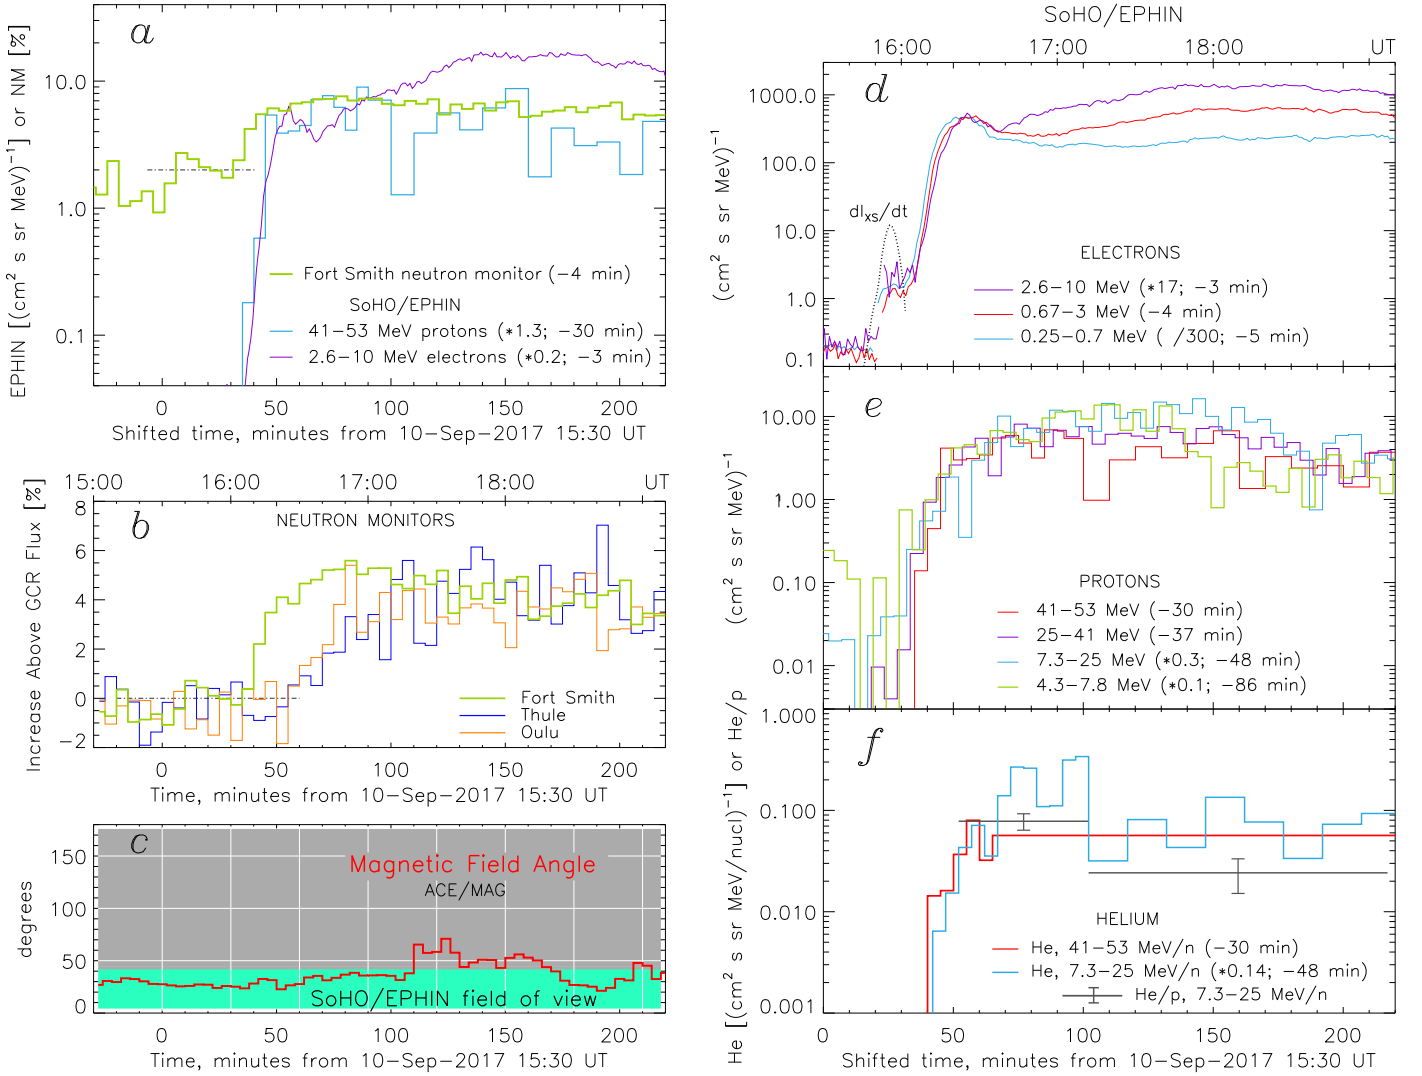 a
EPHIN [(cm² s sr MeV)⁻¹] or NM [%]
10.0
1.0
0.1
Fort Smith neutron monitor (−4 min)
SoHO/EPHIN
41−53 MeV protons (*1.3; −30 min)
2.6−10 MeV electrons (*0.2; −3 min)
0 50 100 150 200
Shifted time, minutes from 10−Sep−2017 15:30 UT
15:00 16:00 17:00 18:00 UT
b
NEUTRON MONITORS
Increase Above GCR Flux [%]
8
6
4
2
0
−2
Fort Smith
Thule
Oulu
0 50 100 150 200
Time, minutes from 10−Sep−2017 15:30 UT
c
Magnetic Field Angle
ACE/MAG
degrees
150
100
50
0
SoHO/EPHIN field of view
0 50 100 150 200
Time, minutes from 10−Sep−2017 15:30 UT
SoHO/EPHIN
16:00 17:00 18:00 UT
d
(cm² s sr MeV)⁻¹
1000.0
100.0
10.0
1.0
0.1
dI_XS/dt
ELECTRONS
2.6−10 MeV (*17; −3 min)
0.67−3 MeV (−4 min)
0.25−0.7 MeV ( /300; −5 min)
e
(cm² s sr MeV)⁻¹
10.00
1.00
0.10
0.01
PROTONS
41−53 MeV (−30 min)
25−41 MeV (−37 min)
7.3−25 MeV (*0.3; −48 min)
4.3−7.8 MeV (*0.1; −86 min)
f
He [(cm² s sr MeV/nucl)⁻¹] or He/p
1.000
0.100
0.010
0.001
HELIUM
He, 41−53 MeV/n (−30 min)
He, 7.3−25 MeV/n (*0.14; −48 min)
He/p, 7.3−25 MeV/n
0 50 100 150 200
Shifted time, minutes from 10−Sep−2017 15:30 UT